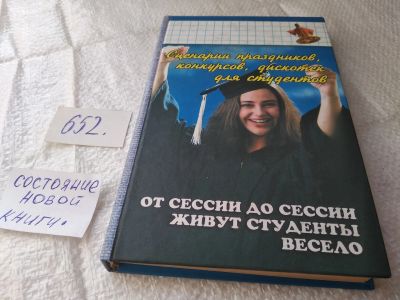 Сценарии праздников,
конкурсов, дискотек
для студентов
ОТ СЕССИИ ДО СЕССИИ
ЖИВУТ СТУДЕНТЫ
ВЕСЕЛО
652.
СОСТОЯНИЕ
НОВОЙ
КНИГИ.